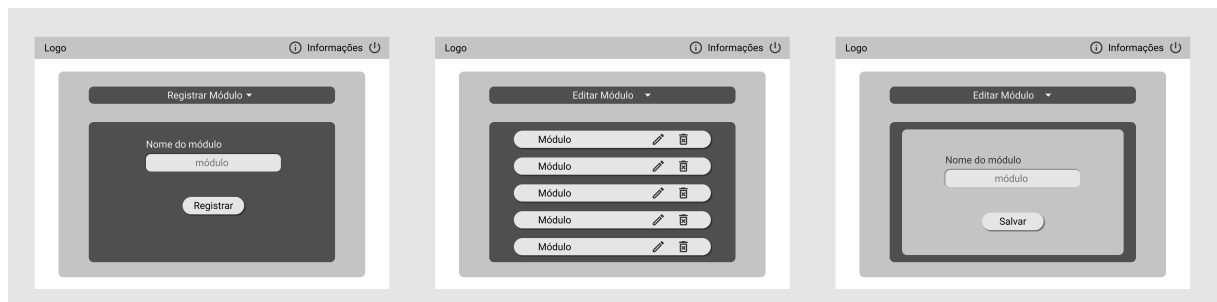 Logo
Informações
Registrar Módulo
Nome do módulo
módulo
Registrar
Logo
Informações
Editar Módulo
Módulo
Módulo
Módulo
Módulo
Módulo
Logo
Informações
Editar Módulo
Nome do módulo
módulo
Salvar